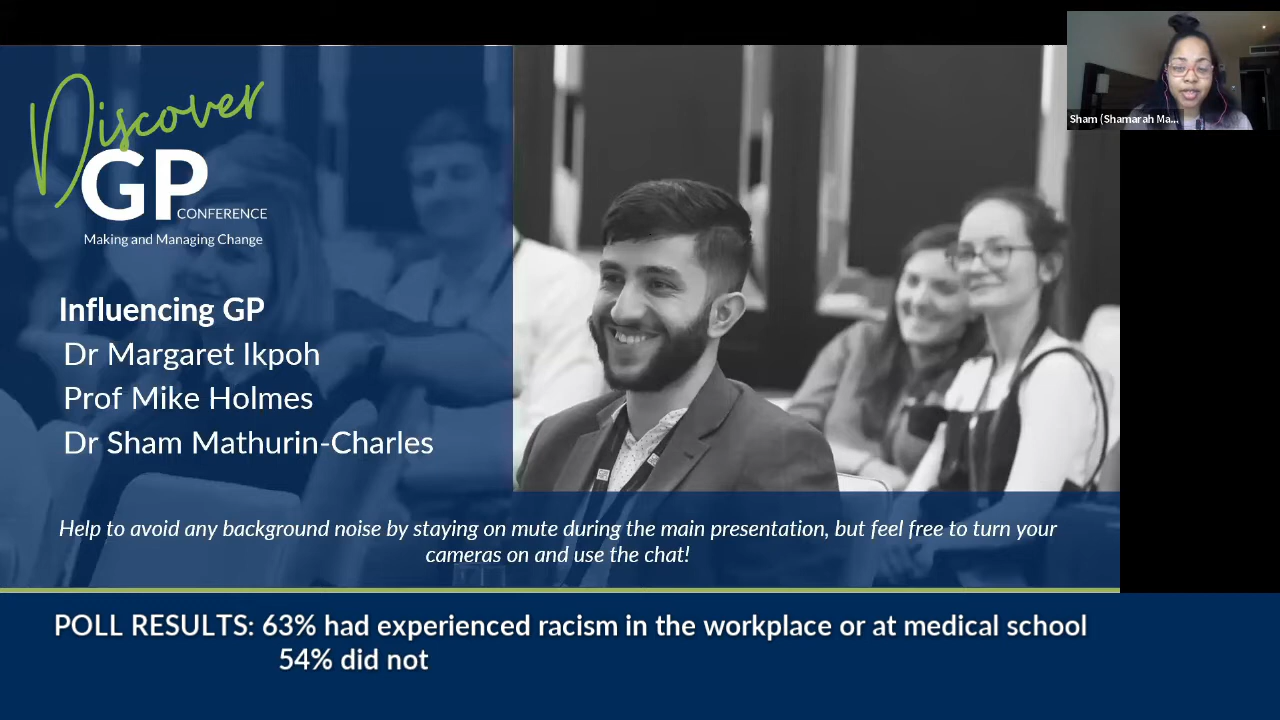 Discover
GP
CONFERENCE
Making and Managing Change
Sham (Shamarah Ma...
Influencing GP
Dr Margaret Ikpoh
Prof Mike Holmes
Dr Sham Mathurin-Charles
Help to avoid any background noise by staying on mute during the main presentation, but feel free to turn your
cameras on and use the chat!
POLL RESULTS: 63% had experienced racism in the workplace or at medical school
54% did not